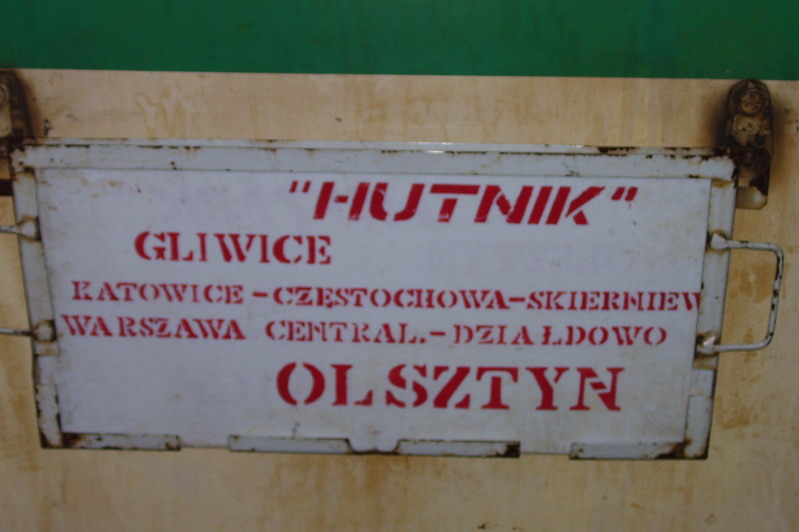 "HUTNIK"
GLIWICE
KATOWICE-CZĘSTOCHOWA-SKIERNIEW
WARSZAWA CENTRAL.-DZIAŁDOWO
OLSZTYN